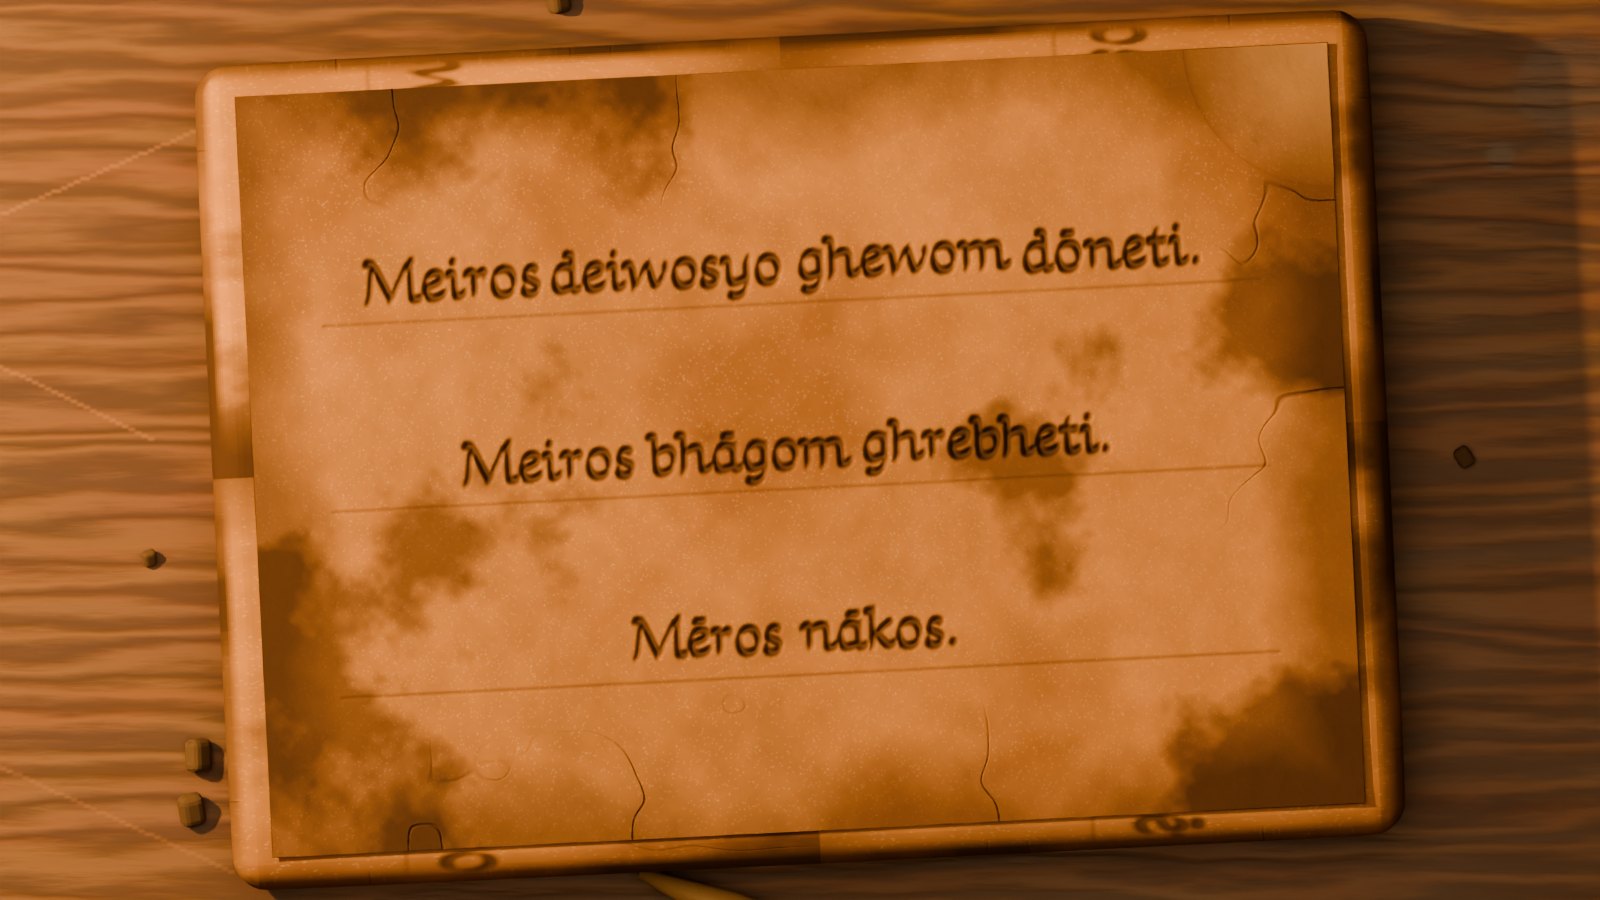 Meiros deiwosyo ghewom dōneti.
Meiros bhāgom ghrebheti.
Mēros nākos.